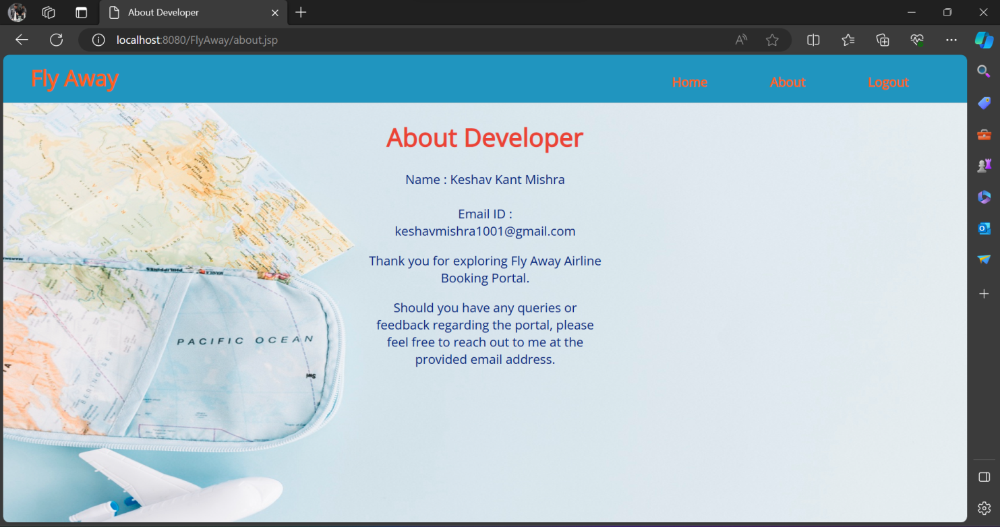 About Developer
localhost:8080/FlyAway/about.jsp
Fly Away
Home
About
Logout
About Developer
Name : Keshav Kant Mishra
Email ID :
keshavmishra1001@gmail.com
Thank you for exploring Fly Away Airline
Booking Portal.
Should you have any queries or
feedback regarding the portal, please
feel free to reach out to me at the
provided email address.
PHILIPPINES
PACIFIC OCEAN
BERING SEA